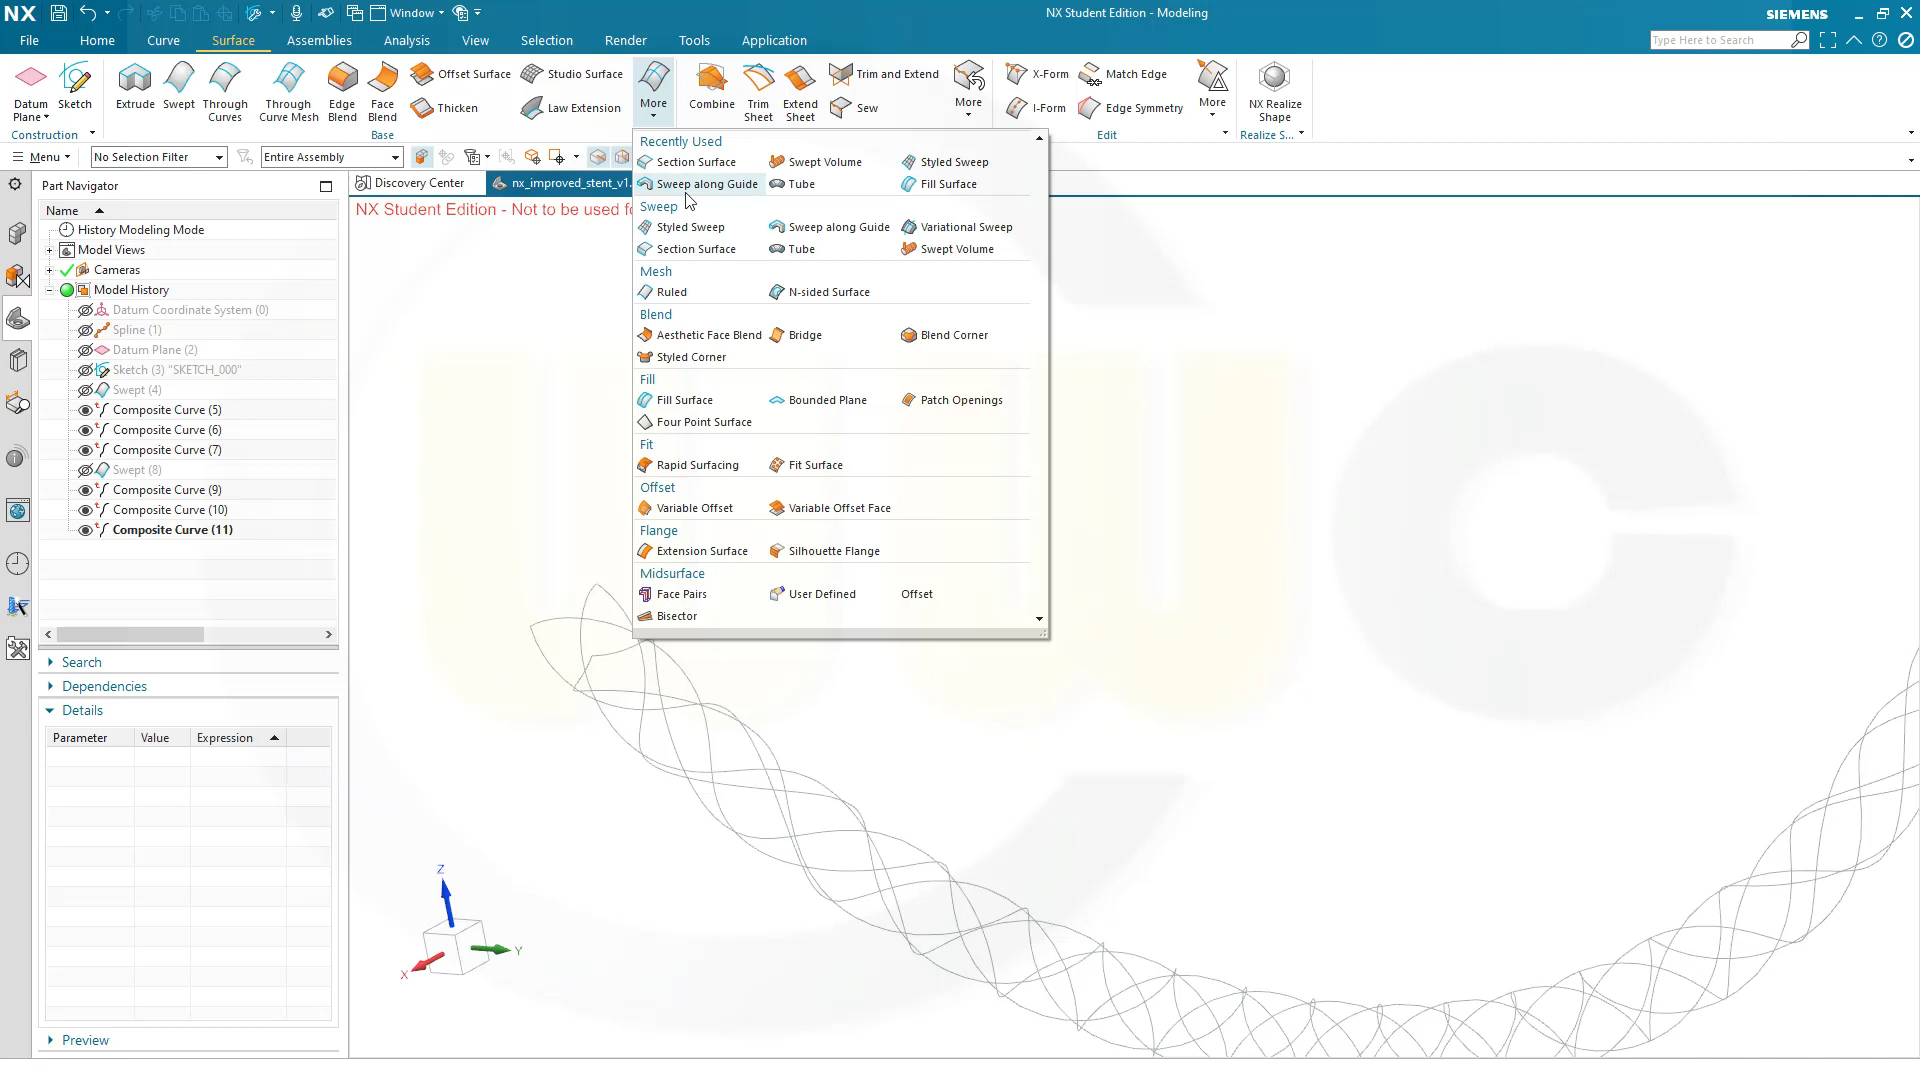 NX Window NX Student Edition - Modeling SIEMENS
File Home Curve Surface Assemblies Analysis View Selection Render Tools Application Type Here to Search
Datum Plane Sketch Extrude Swept Through Curves Through Curve Mesh Edge Blend Face Blend Offset Surface Thicken Studio Surface Law Extension More Combine Trim Sheet Extend Sheet Trim and Extend Sew More X-Form I-Form Match Edge Edge Symmetry More NX Realize Shape
Construction Base Edit Realize S...
Menu No Selection Filter Entire Assembly
Part Navigator Discovery Center nx_improved_stent_v1.
NX Student Edition - Not to be used fo
Name
History Modeling Mode
Model Views
Cameras
Model History
Datum Coordinate System (0)
Spline (1)
Datum Plane (2)
Sketch (3) "SKETCH_000"
Swept (4)
Composite Curve (5)
Composite Curve (6)
Composite Curve (7)
Swept (8)
Composite Curve (9)
Composite Curve (10)
Composite Curve (11)
Search
Dependencies
Details
Parameter Value Expression
Preview
Recently Used
Section Surface Swept Volume Styled Sweep
Sweep along Guide Tube Fill Surface
Sweep
Styled Sweep Sweep along Guide Variational Sweep
Section Surface Tube Swept Volume
Mesh
Ruled N-sided Surface
Blend
Aesthetic Face Blend Bridge Blend Corner
Styled Corner
Fill
Fill Surface Bounded Plane Patch Openings
Four Point Surface
Fit
Rapid Surfacing Fit Surface
Offset
Variable Offset Variable Offset Face
Flange
Extension Surface Silhouette Flange
Midsurface
Face Pairs User Defined Offset
Bisector
Z
Y
X